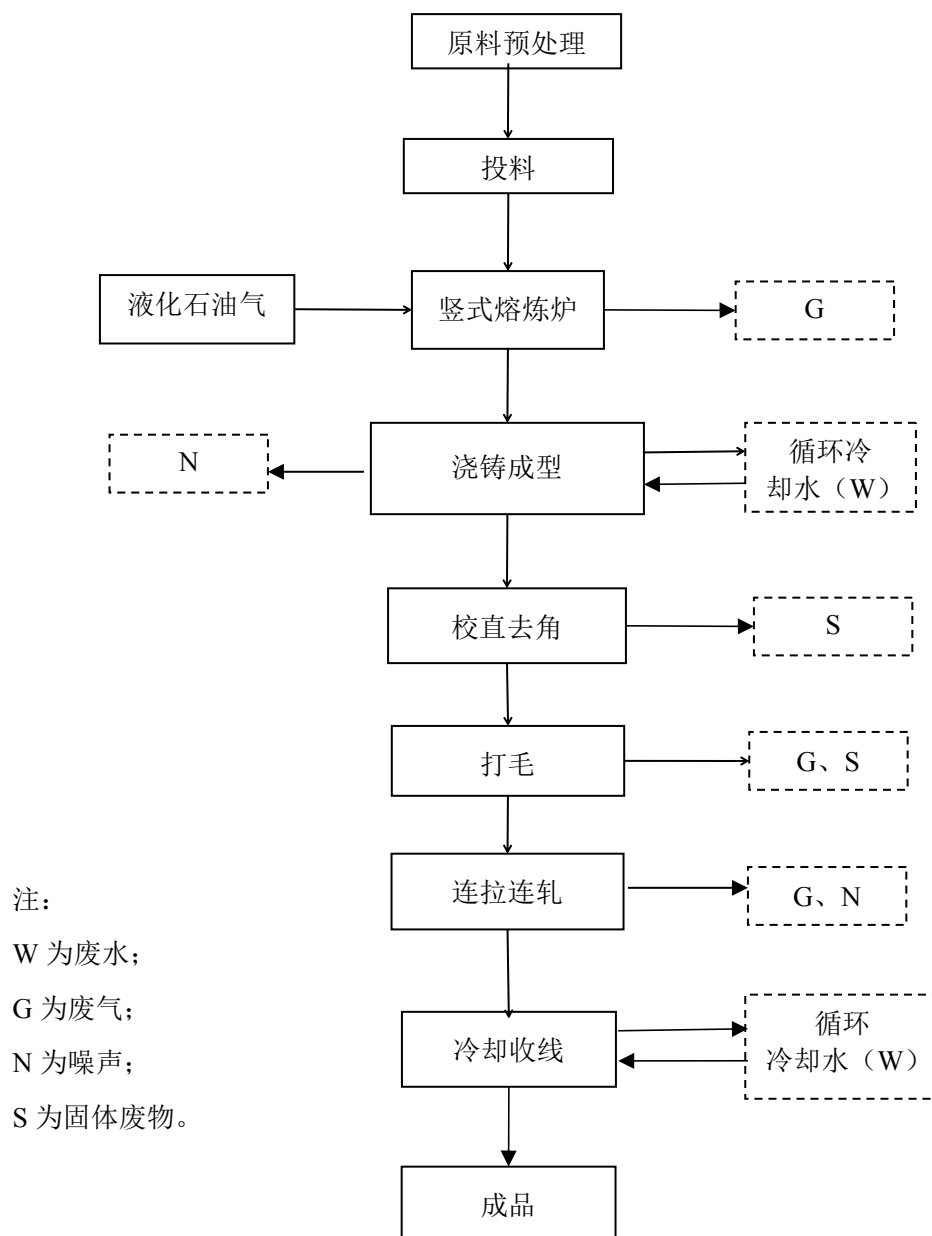 原料预处理
投料
液化石油气
竖式熔炼炉
G
N
浇铸成型
循环冷
却水（W）
校直去角
S
打毛
G、S
连拉连轧
G、N
注：
W 为废水；
G 为废气；
N 为噪声；
S 为固体废物。
冷却收线
循环
冷却水（W）
成品